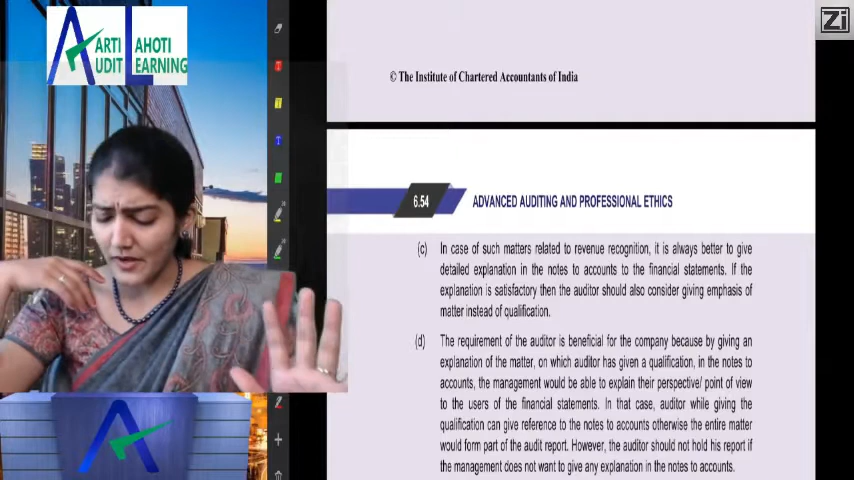 ARTI LAHOTI
AUDIT LEARNING
Zi
© The Institute of Chartered Accountants of India
6.54 ADVANCED AUDITING AND PROFESSIONAL ETHICS
(c) In case of such matters related to revenue recognition, it is always better to give
detailed explanation in the notes to accounts to the financial statements. If the
explanation is satisfactory then the auditor should also consider giving emphasis of
matter instead of qualification.
(d) The requirement of the auditor is beneficial for the company because by giving an
explanation of the matter, on which auditor has given a qualification, in the notes to
accounts, the management would be able to explain their perspective/ point of view
to the users of the financial statements. In that case, auditor while giving the
qualification can give reference to the notes to accounts otherwise the entire matter
would form part of the audit report. However, the auditor should not hold his report if
the management does not want to give any explanation in the notes to accounts.